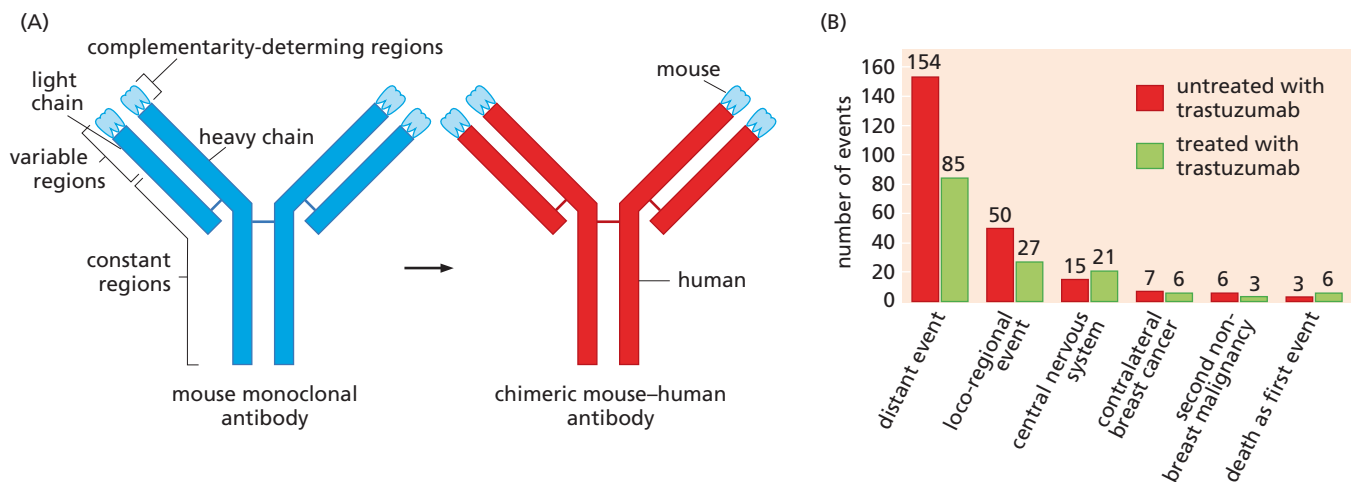 (A)
complementarity-determing regions
light
chain
heavy chain
variable
regions
constant
regions
mouse monoclonal
antibody
mouse
human
chimeric mouse–human
antibody
(B)
number of events
160
140
120
100
80
60
40
20
0
154
85
50
27
15
21
7
6
6
3
3
6
untreated with
trastuzumab
treated with
trastuzumab
distant event
loco-regional
event
central nervous
system
contralateral
breast cancer
second non-
breast malignancy
death as first event